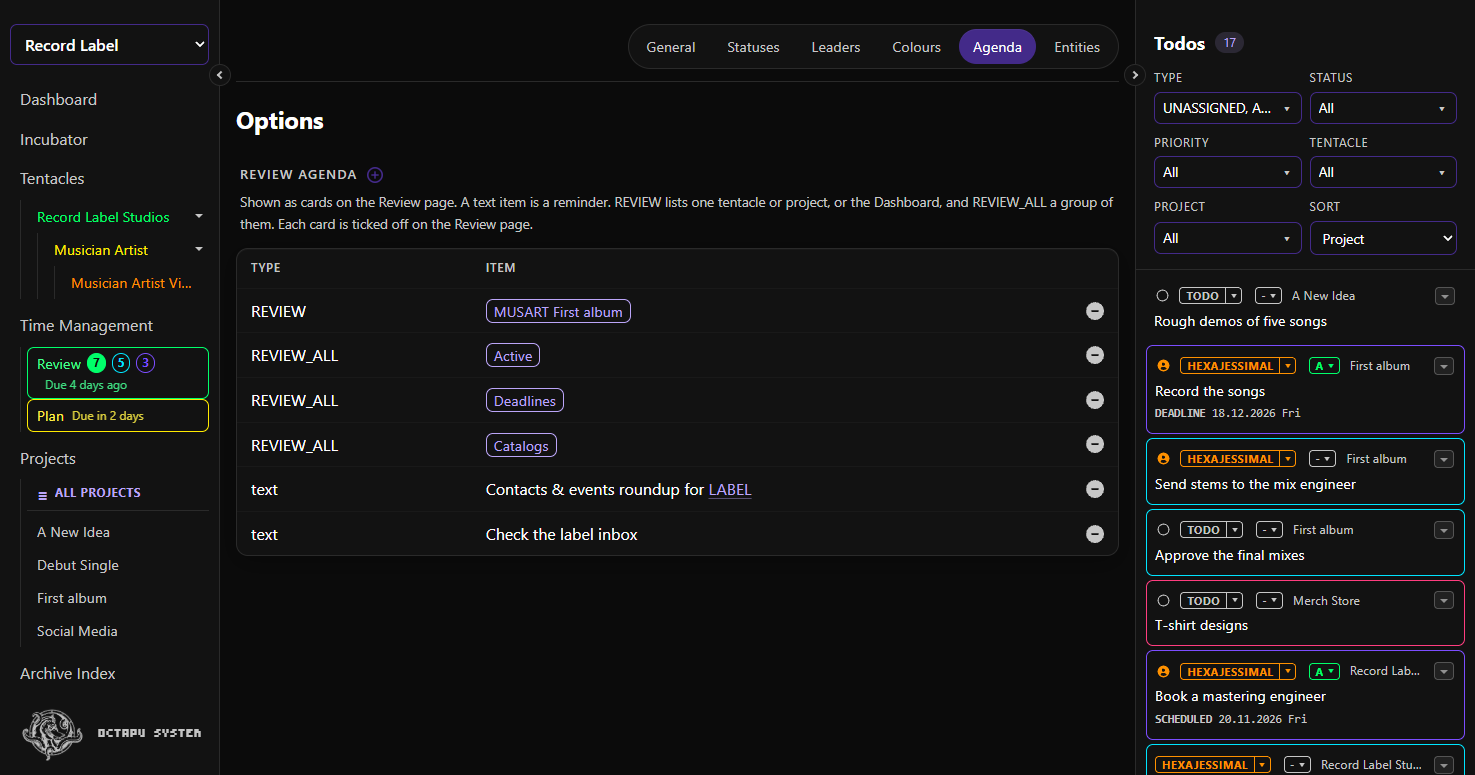 Record Label
Dashboard
Incubator
Tentacles
Record Label Studios
Musician Artist
Musician Artist Vi...
Time Management
Review 7 5 3
Due 4 days ago
Plan Due in 2 days
Projects
ALL PROJECTS
A New Idea
Debut Single
First album
Social Media
Archive Index
OCTAPU SYSTEM
General Statuses Leaders Colours Agenda Entities
Options
REVIEW AGENDA
Shown as cards on the Review page. A text item is a reminder. REVIEW lists one tentacle or project, or the Dashboard, and REVIEW_ALL a group of
them. Each card is ticked off on the Review page.
TYPE ITEM
REVIEW MUSART First album
REVIEW_ALL Active
REVIEW_ALL Deadlines
REVIEW_ALL Catalogs
text Contacts & events roundup for LABEL
text Check the label inbox
Todos 17
TYPE STATUS
UNASSIGNED, A... All
PRIORITY TENTACLE
All All
PROJECT SORT
All Project
TODO - A New Idea
Rough demos of five songs
HEXAJESSIMAL A First album
Record the songs
DEADLINE 18.12.2026 Fri
HEXAJESSIMAL - First album
Send stems to the mix engineer
TODO - First album
Approve the final mixes
TODO - Merch Store
T-shirt designs
HEXAJESSIMAL A Record Lab...
Book a mastering engineer
SCHEDULED 20.11.2026 Fri
HEXAJESSIMAL - Record Label Stu...